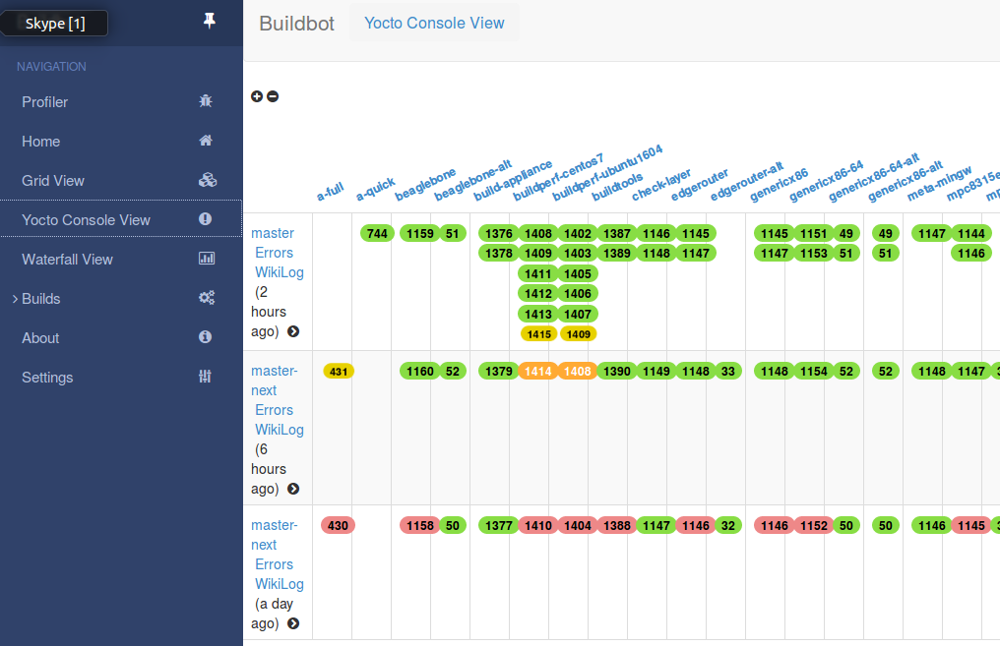 Skype [1]
Buildbot
Yocto Console View
NAVIGATION
Profiler
Home
Grid View
Yocto Console View
Waterfall View
Builds
About
Settings
a-full
a-quick
beaglebone
beaglebone-alt
build-appliance
buildperf-centos7
buildperf-ubuntu1604
buildtools
check-layer
edgerouter
edgerouter-alt
genericx86
genericx86-64
genericx86-64-alt
genericx86-alt
meta-mingw
master 744 1159 51 1376 1408 1402 1387 1146 1145 1145 1151 49 49 1147 1144
Errors 1378 1409 1403 1389 1148 1147 1147 1153 51 51 1146
WikiLog 1411 1405
(2 1412 1406
hours 1413 1407
ago) 1415 1409
master- 431 1160 52 1379 1414 1408 1390 1149 1148 33 1148 1154 52 52 1148 1147
next
Errors
WikiLog
(6
hours
ago)
master- 430 1158 50 1377 1410 1404 1388 1147 1146 32 1146 1152 50 50 1146 1145
next
Errors
WikiLog
(a day
ago)